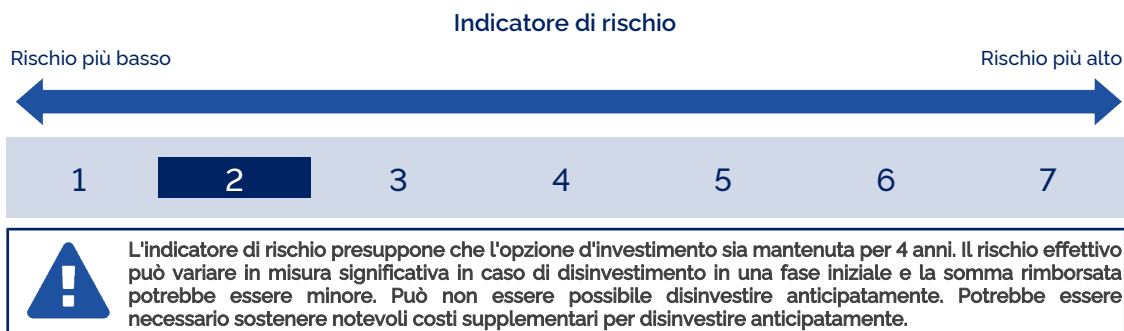 Indicatore di rischio
Rischio più basso
Rischio più alto
1 2 3 4 5 6 7
L'indicatore di rischio presuppone che l'opzione d'investimento sia mantenuta per 4 anni. Il rischio effettivo
può variare in misura significativa in caso di disinvestimento in una fase iniziale e la somma rimborsata
potrebbe essere minore. Può non essere possibile disinvestire anticipatamente. Potrebbe essere
necessario sostenere notevoli costi supplementari per disinvestire anticipatamente.